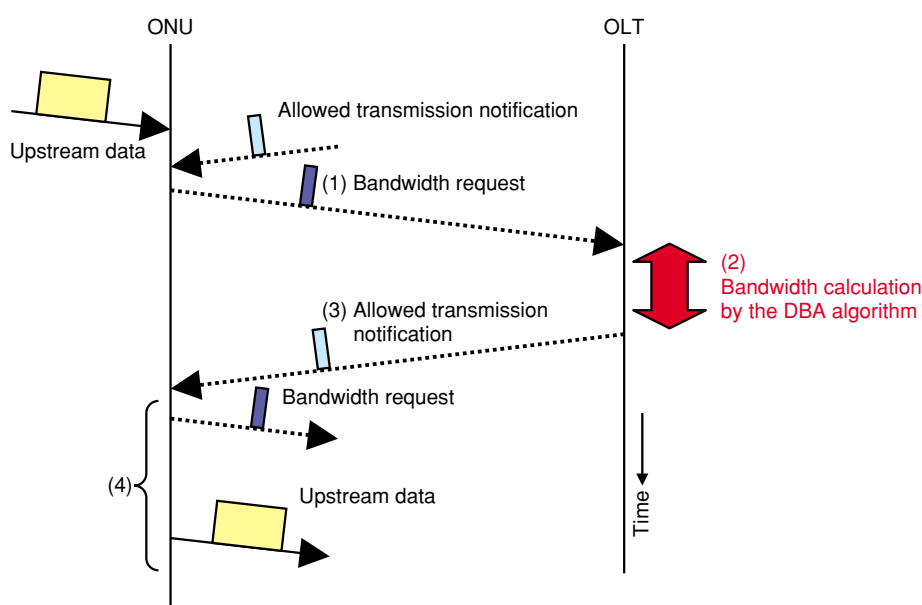 ONU
OLT
Allowed transmission notification
Upstream data
(1) Bandwidth request
(2)
Bandwidth calculation
by the DBA algorithm
(3) Allowed transmission
notification
Bandwidth request
(4)
Upstream data
Time